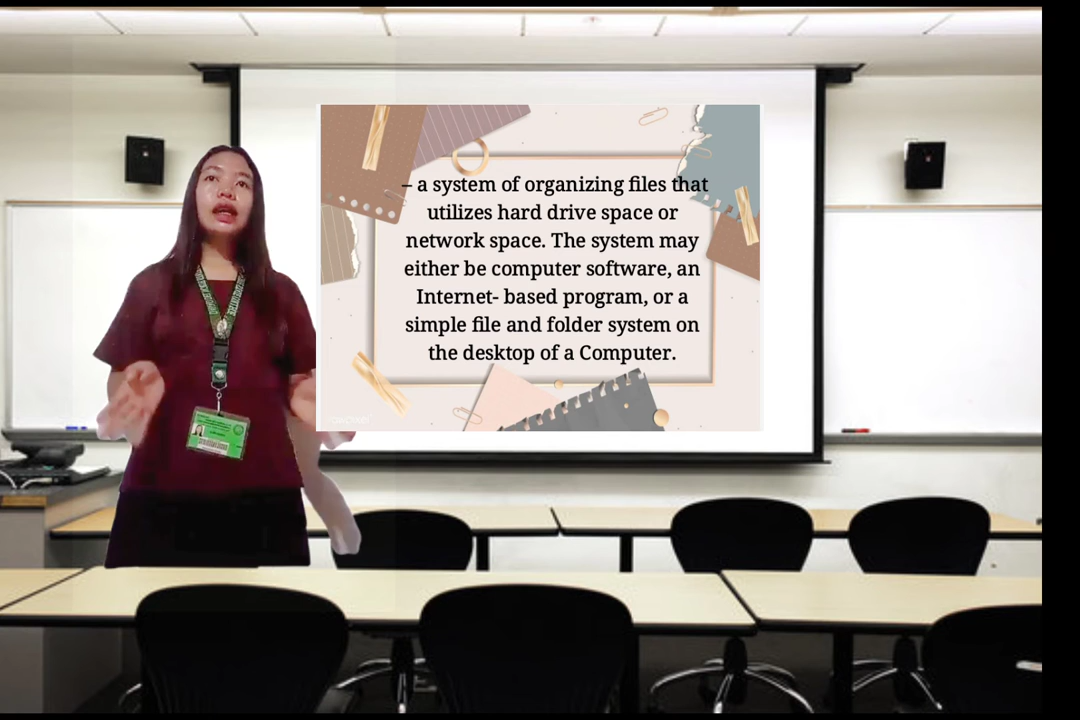 – a system of organizing files that
utilizes hard drive space or
network space. The system may
either be computer software, an
Internet- based program, or a
simple file and folder system on
the desktop of a Computer.